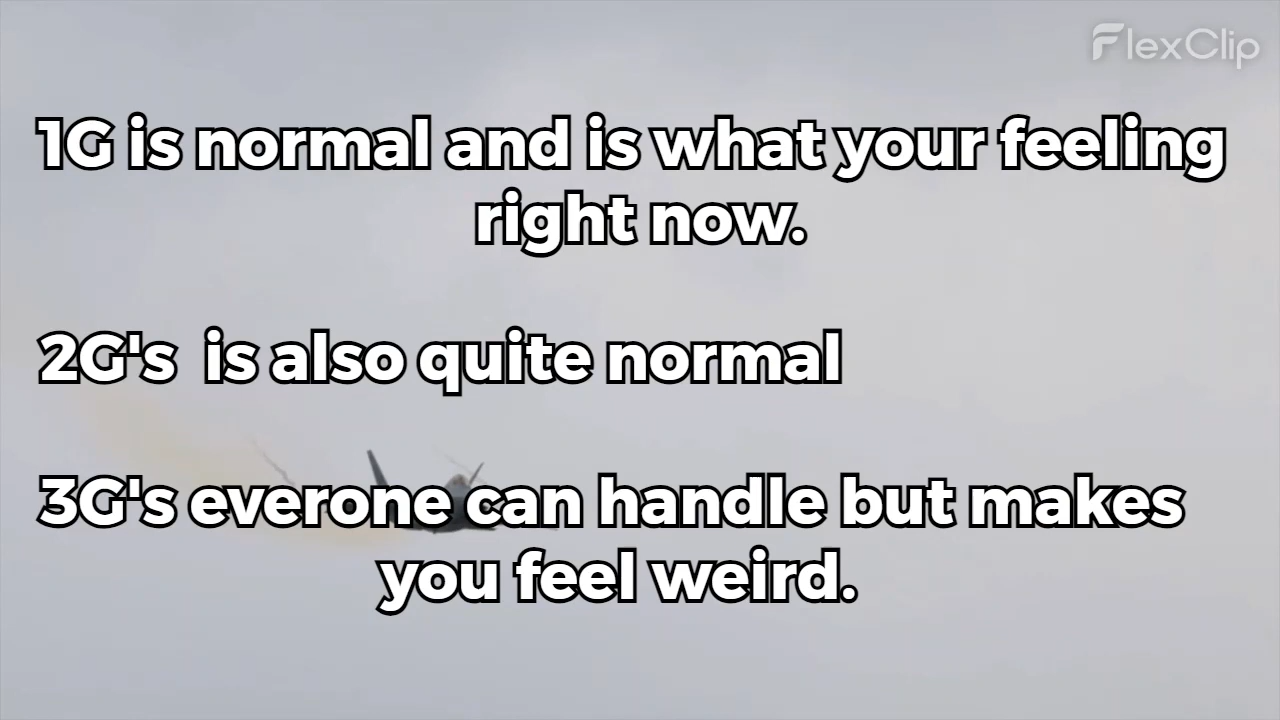 FlexClip
1G is normal and is what your feeling
right now.
2G's  is also quite normal
3G's everone can handle but makes
you feel weird.